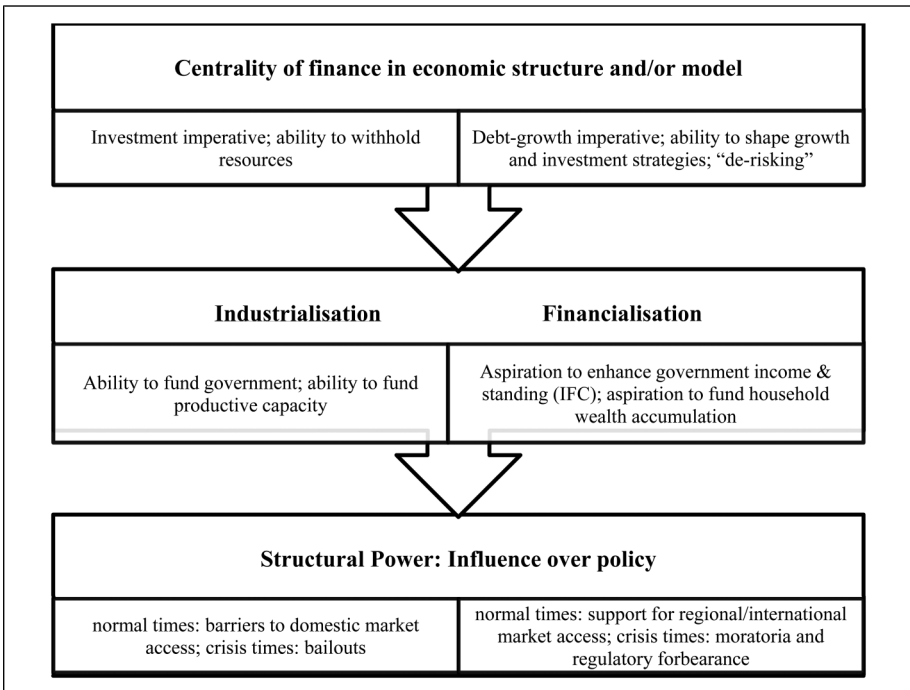 Centrality of finance in economic structure and/or model
Investment imperative; ability to withhold
resources
Debt-growth imperative; ability to shape growth
and investment strategies; “de-risking”
Industrialisation
Financialisation
Ability to fund government; ability to fund
productive capacity
Aspiration to enhance government income &
standing (IFC); aspiration to fund household
wealth accumulation
Structural Power: Influence over policy
normal times: barriers to domestic market
access; crisis times: bailouts
normal times: support for regional/international
market access; crisis times: moratoria and
regulatory forbearance